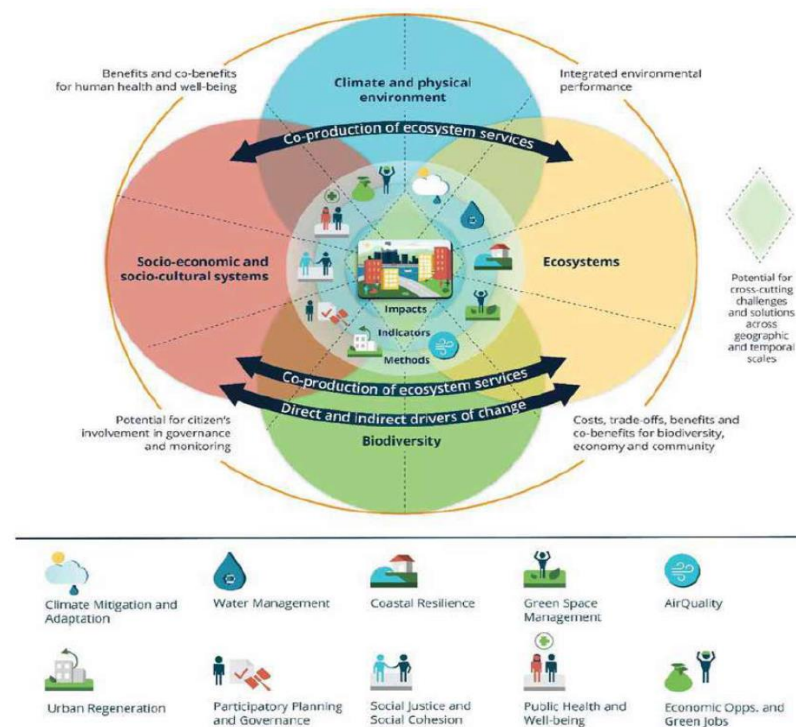 Benefits and co-benefits
for human health and well-being
Climate and physical
environment
Integrated environmental
performance
Co-production of ecosystem services
Socio-economic and
socio-cultural systems
Ecosystems
Impacts
Indicators
Methods
Potential for
cross-cutting
challenges
and solutions
across
geographic
and temporal
scales
Co-production of ecosystem services
Direct and indirect drivers of change
Biodiversity
Potential for citizen's
involvement in governance
and monitoring
Costs, trade-offs, benefits and
co-benefits for biodiversity,
economy and community
Climate Mitigation and
Adaptation
Water Management
Coastal Resilience
Green Space
Management
AirQuality
Urban Regeneration
Participatory Planning
and Governance
Social Justice and
Social Cohesion
Public Health and
Well-being
Economic Opps. and
Green Jobs